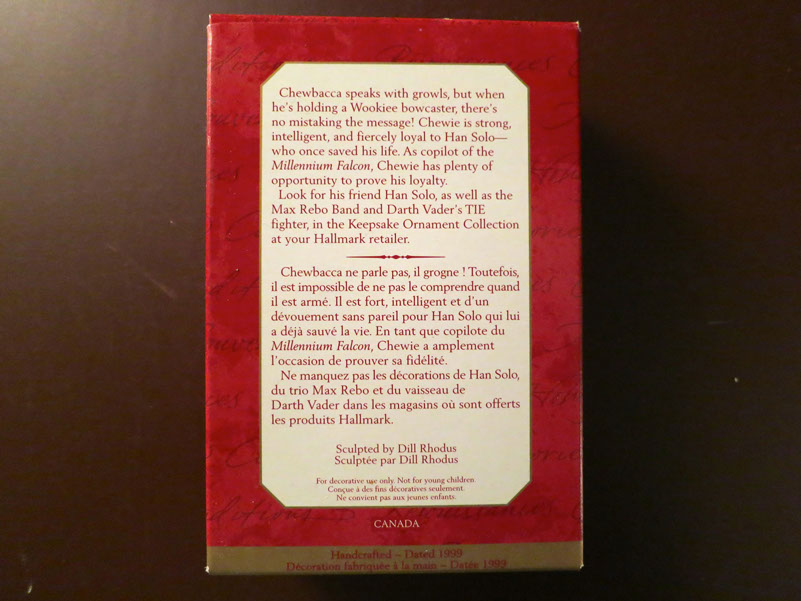 Chewbacca speaks with growls, but when
he's holding a Wookiee bowcaster, there's
no mistaking the message! Chewie is strong,
intelligent, and fiercely loyal to Han Solo—
who once saved his life. As copilot of the
Millennium Falcon, Chewie has plenty of
opportunity to prove his loyalty.
Look for his friend Han Solo, as well as the
Max Rebo Band and Darth Vader's TIE
fighter, in the Keepsake Ornament Collection
at your Hallmark retailer.
Chewbacca ne parle pas, il grogne ! Toutefois,
il est impossible de ne pas le comprendre quand
il est armé. Il est fort, intelligent et d'un
dévouement sans pareil pour Han Solo qui lui
a déjà sauvé la vie. En tant que copilote du
Millennium Falcon, Chewie a amplement
l'occasion de prouver sa fidélité.
Ne manquez pas les décorations de Han Solo,
du trio Max Rebo et du vaisseau de
Darth Vader dans les magasins où sont offerts
les produits Hallmark.
Sculpted by Dill Rhodus
Sculptée par Dill Rhodus
For decorative use only. Not for young children.
Conçue à des fins décoratives seulement.
Ne convient pas aux jeunes enfants.
CANADA
Handcrafted – Dated 1999
Décoration fabriquée à la main – Datée 1999